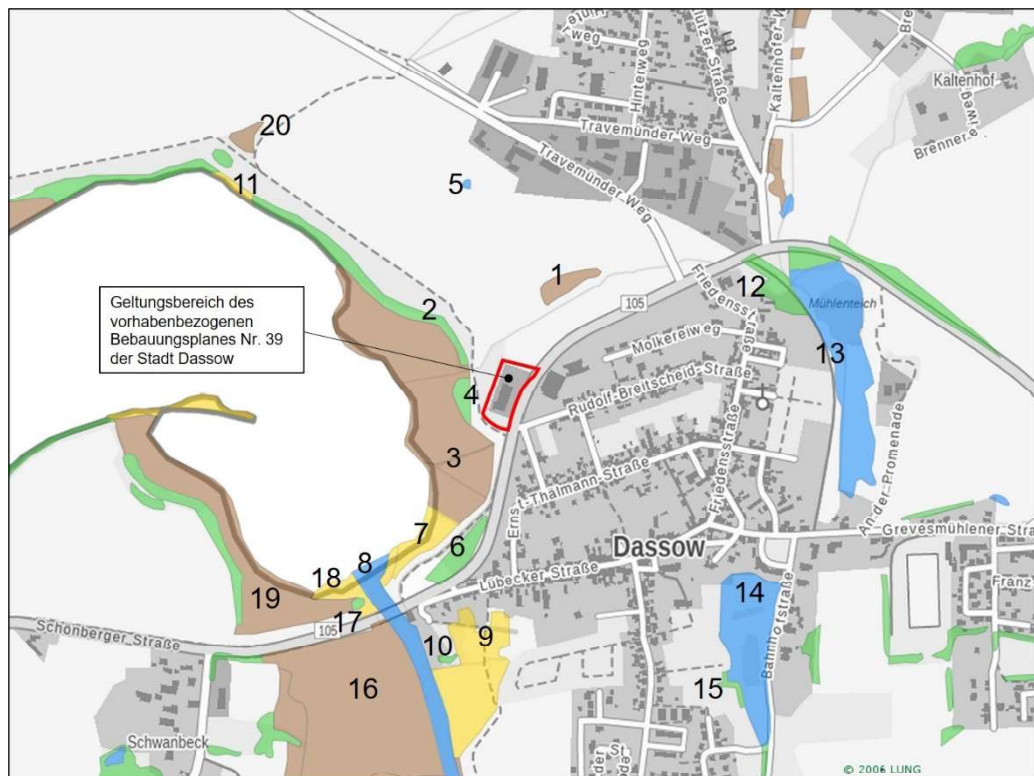 Hinterweg
L01
Kaltenhof
Travemünder Weg
Travemünder Weg
20
5
11
1
105
12
Mühlenteich
Friedensstraße
Geltungsbereich des
vorhabenbezogenen
Bebauungsplanes Nr. 39
der Stadt Dassow
2
Molkereiweg
13
4
Rudolf-Breitscheid-Straße
An-der-Promenade
3
Ernst-Thälmann-Straße
Friedensstraße
Grevesmühlener Stra
7
6
Dassow
8
Lübecker-Straße
Franz
18
14
19
17
105
Schönberger Straße
9
10
Bahnhofstraße
16
15
Schwanbeck
© 2006 LUNG